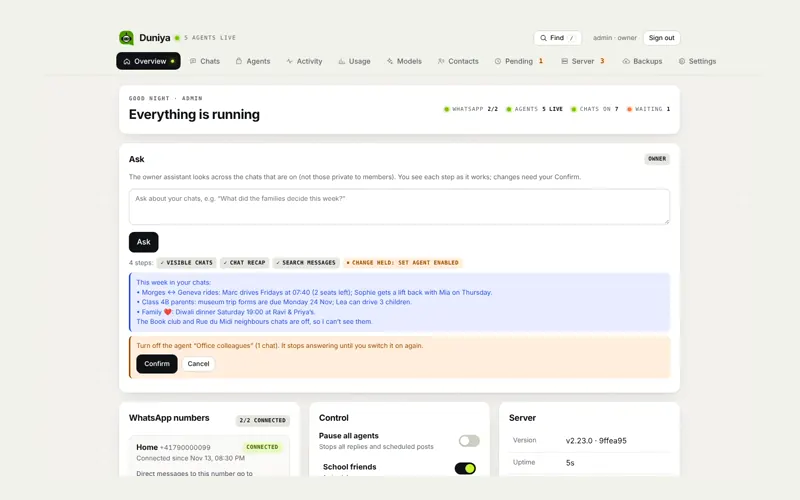 Duniya 5 AGENTS LIVE
Find / admin · owner Sign out
Overview Chats Agents Activity Usage Models Contacts Pending 1 Server 3 Backups Settings
GOOD NIGHT · ADMIN
Everything is running
WHATSAPP 2/2 AGENTS 5 LIVE CHATS ON 7 WAITING 1
Ask OWNER
The owner assistant looks across the chats that are on (not those private to members). You see each step as it works; changes need your Confirm.
Ask about your chats, e.g. "What did the families decide this week?"
Ask
4 steps: ✓ VISIBLE CHATS ✓ CHAT RECAP ✓ SEARCH MESSAGES CHANGE HELD: SET AGENT ENABLED
This week in your chats:
• Morges ↔ Geneva rides: Marc drives Fridays at 07:40 (2 seats left); Sophie gets a lift back with Mia on Thursday.
• Class 4B parents: museum trip forms are due Monday 24 Nov; Lea can drive 3 children.
• Family ❤️: Diwali dinner Saturday 19:00 at Ravi & Priya's.
The Book club and Rue du Midi neighbours chats are off, so I can't see them.
Turn off the agent "Office colleagues" (1 chat). It stops answering until you switch it on again.
Confirm Cancel
WhatsApp numbers 2/2 CONNECTED
Home +41790000099 CONNECTED
Connected since Nov 13, 08:30 PM
Direct messages to this number go to
Control
Pause all agents
Stops all replies and scheduled posts
School friends
Server
Version v2.23.0 · 9ffea95
Uptime 5s